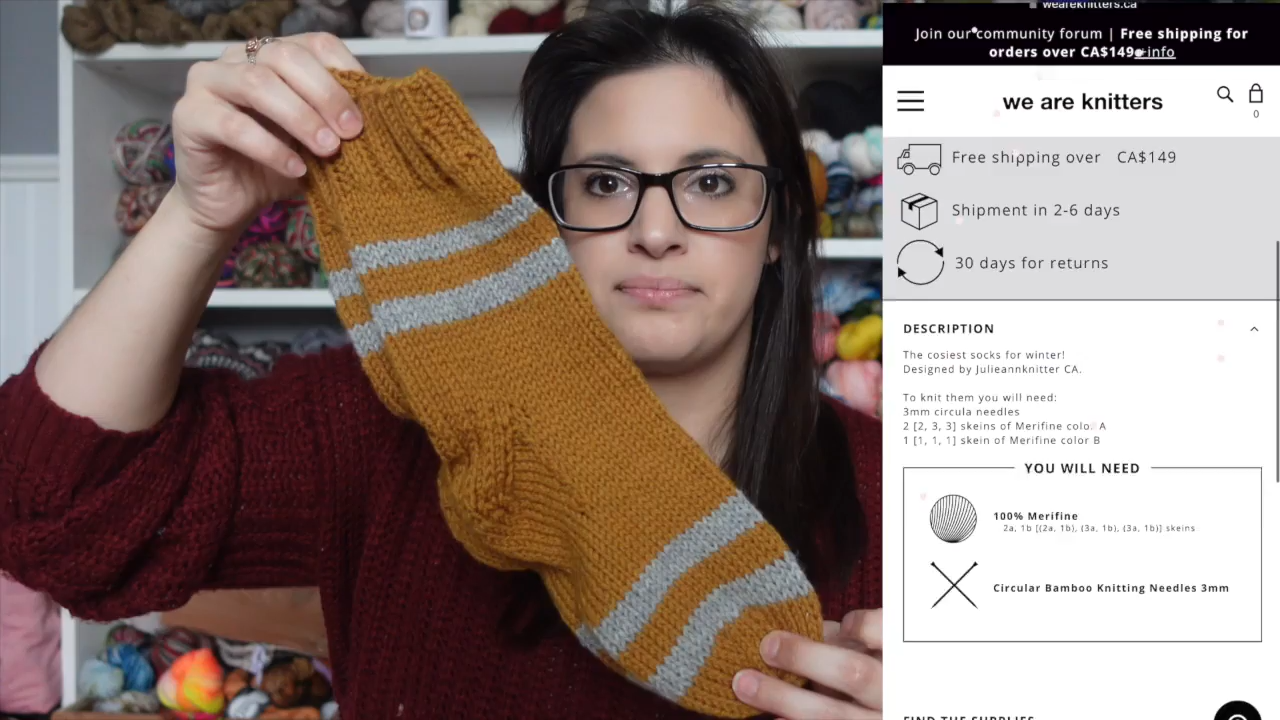 weareknitters.ca
Join our community forum | Free shipping for
orders over CA$149 +info
we are knitters
0
Free shipping over CA$149
Shipment in 2-6 days
30 days for returns
DESCRIPTION
The cosiest socks for winter!
Designed by Julieannknitter CA.
To knit them you will need:
3mm circula needles
2 [2, 3, 3] skeins of Merifine colo. A
1 [1, 1, 1] skein of Merifine color B
YOU WILL NEED
100% Merifine
2a, 1b [(2a, 1b), (3a, 1b), (3a, 1b)] skeins
Circular Bamboo Knitting Needles 3mm
FIND THE SUPPLIES